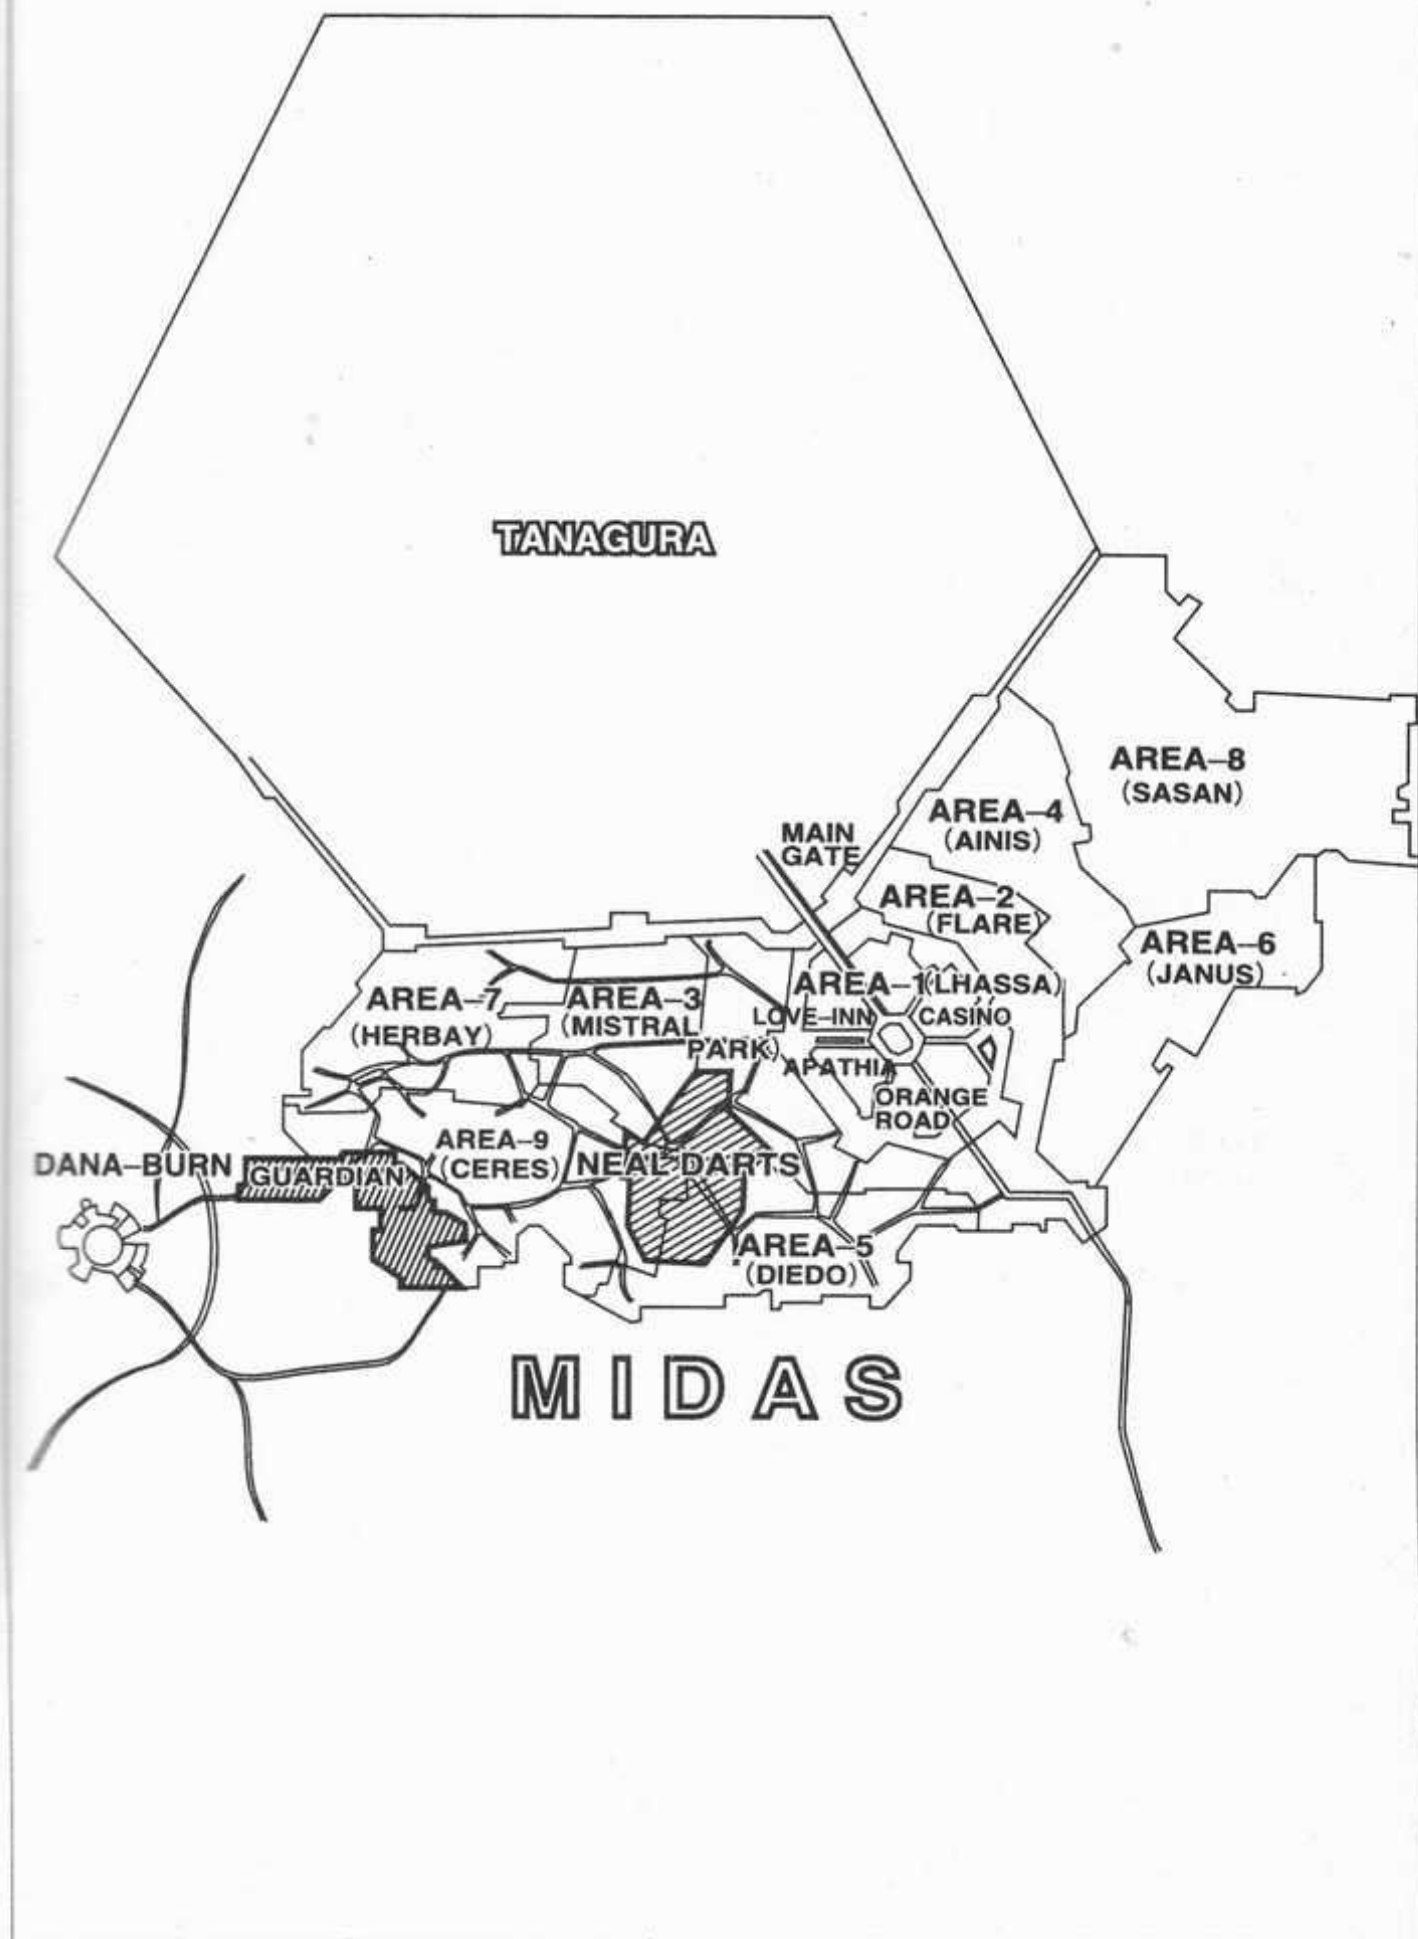 TANAGURA
AREA–8
(SASAN)
AREA–4
(AINIS)
MAIN
GATE
AREA–2
(FLARE)
AREA–6
(JANUS)
AREA–1(LHASSA)
LOVE–INN
CASINO
APATHIA
ORANGE
ROAD
AREA–7
(HERBAY)
AREA–3
(MISTRAL
PARK)
AREA–9
(CERES)
NEAL DARTS
DANA–BURN
GUARDIAN
AREA–5
(DIEDO)
MIDAS